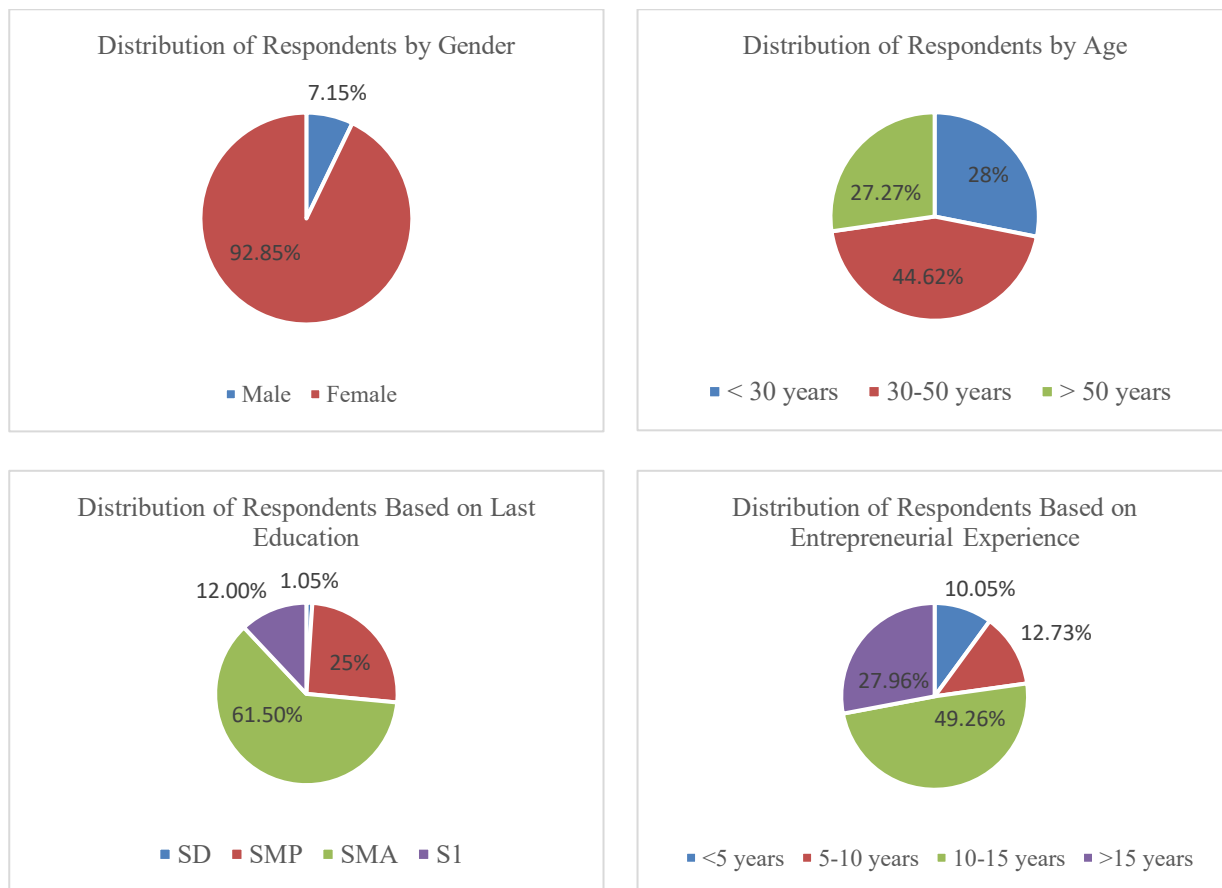 Distribution of Respondents by Gender
7.15%
92.85%
Male Female
Distribution of Respondents by Age
28%
27.27%
44.62%
< 30 years 30-50 years > 50 years
Distribution of Respondents Based on Last
Education
12.00% 1.05%
25%
61.50%
SD SMP SMA S1
Distribution of Respondents Based on
Entrepreneurial Experience
10.05%
12.73%
27.96%
49.26%
<5 years 5-10 years 10-15 years >15 years